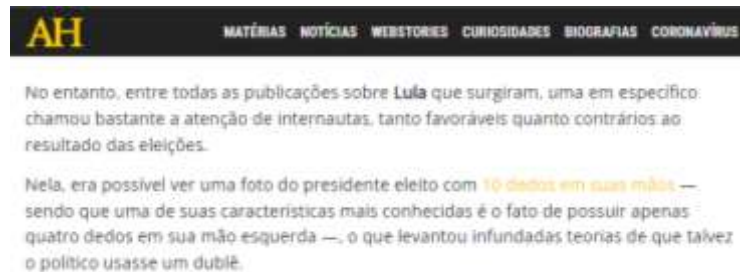 AH
MATÉRIAS NOTÍCIAS WEBSTORIES CURIOSIDADES BIOGRAFIAS CORONAVÍRUS
No entanto, entre todas as publicações sobre Lula que surgiram, uma em específico
chamou bastante a atenção de internautas, tanto favoráveis quanto contrários ao
resultado das eleições.
Nela, era possível ver uma foto do presidente eleito com 10 dedos em suas mãos —
sendo que uma de suas características mais conhecidas é o fato de possuir apenas
quatro dedos em sua mão esquerda —, o que levantou infundadas teorias de que talvez
o político usasse um dublê.